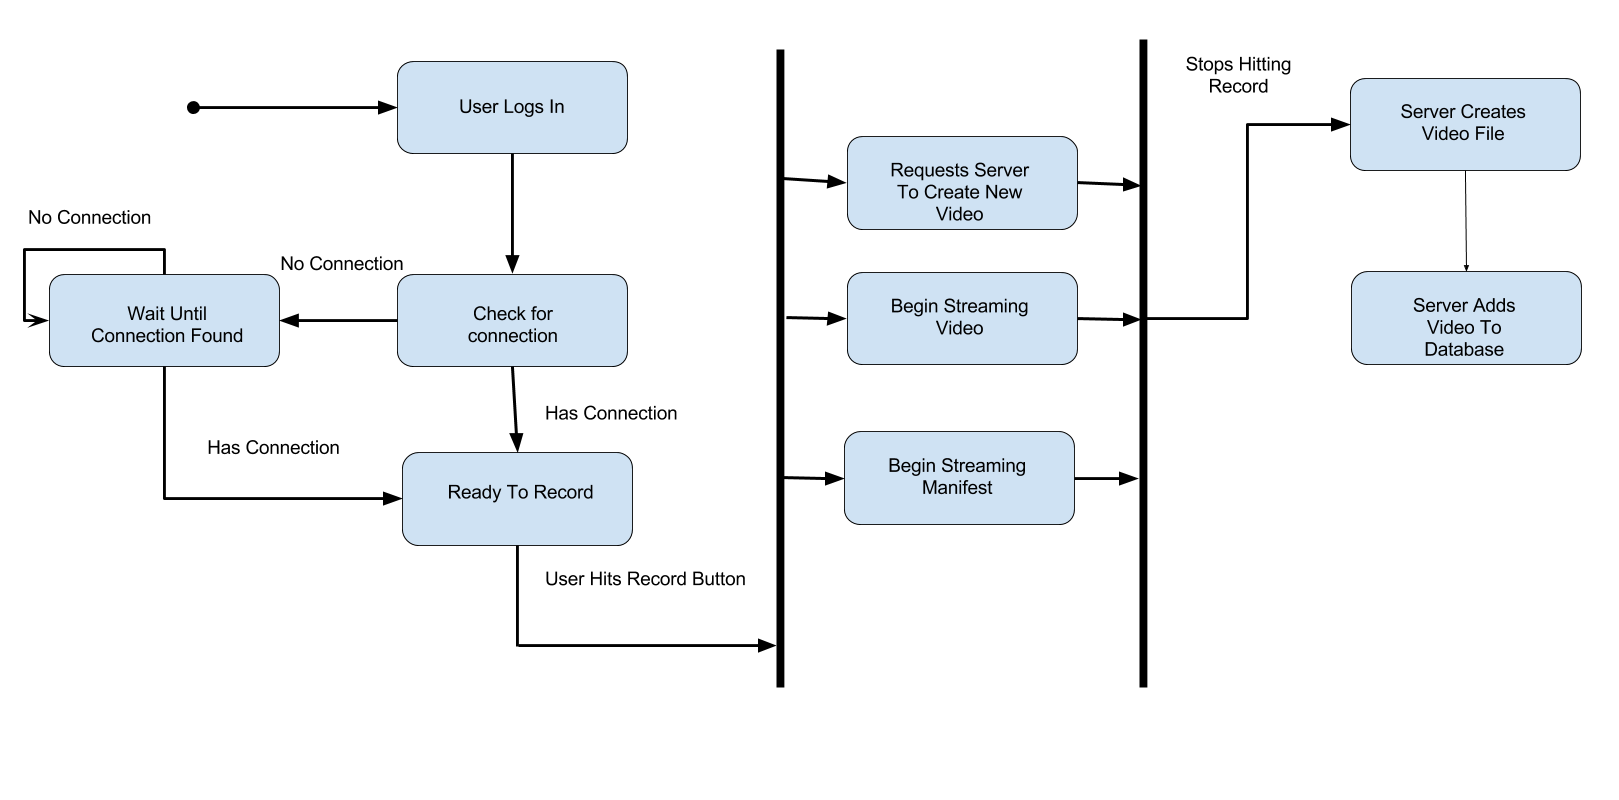 User Logs In
No Connection
No Connection
Wait Until
Connection Found
Check for
connection
Has Connection
Has Connection
Ready To Record
User Hits Record Button
Requests Server
To Create New
Video
Begin Streaming
Video
Begin Streaming
Manifest
Stops Hitting
Record
Server Creates
Video File
Server Adds
Video To
Database